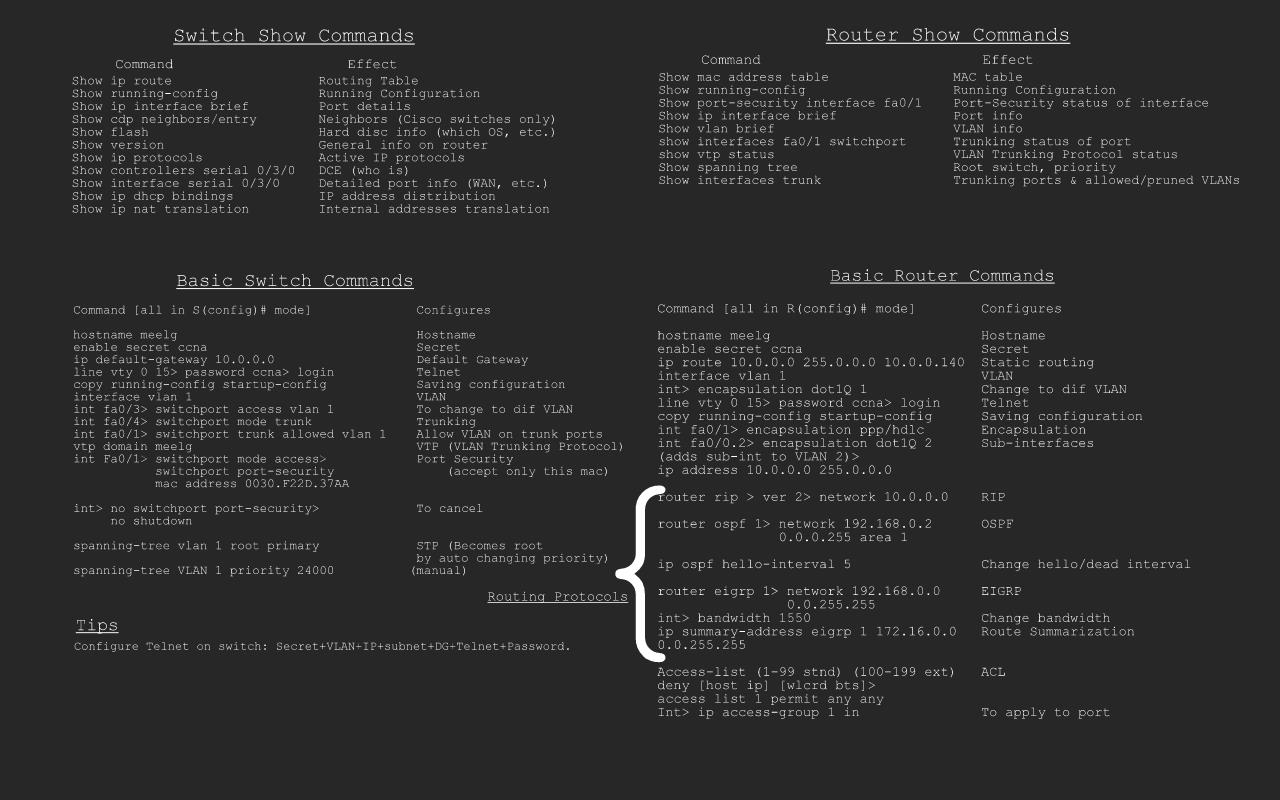 Switch Show Commands
Command Effect
Show ip route Routing Table
Show running-config Running Configuration
Show ip interface brief Port details
Show cdp neighbors/entry Neighbors (Cisco switches only)
Show flash Hard disc info (which OS, etc.)
Show version General info on router
Show ip protocols Active IP protocols
Show controllers serial 0/3/0 DCE (who is)
Show interface serial 0/3/0 Detailed port info (WAN, etc.)
Show ip dhcp bindings IP address distribution
Show ip nat translation Internal addresses translation
Router Show Commands
Command Effect
Show mac address table MAC table
Show running-config Running Configuration
Show port-security interface fa0/1 Port-Security status of interface
Show ip interface brief Port info
Show vlan brief VLAN info
show interfaces fa0/1 switchport Trunking status of port
show vtp status VLAN Trunking Protocol status
Show spanning tree Root switch, priority
Show interfaces trunk Trunking ports & allowed/pruned VLANs
Basic Switch Commands
Command [all in S(config)# mode] Configures
hostname meelg Hostname
enable secret ccna Secret
ip default-gateway 10.0.0.0 Default Gateway
line vty 0 15> password ccna> login Telnet
copy running-config startup-config Saving configuration
interface vlan 1 VLAN
int fa0/3> switchport access vlan 1 To change to dif VLAN
int fa0/4> switchport mode trunk Trunking
int fa0/1> switchport trunk allowed vlan 1 Allow VLAN on trunk ports
vtp domain meelg VTP (VLAN Trunking Protocol)
int Fa0/1> switchport mode access> Port Security
switchport port-security (accept only this mac)
mac address 0030.F22D.37AA
int> no switchport port-security> To cancel
no shutdown
spanning-tree vlan 1 root primary STP (Becomes root
by auto changing priority)
spanning-tree VLAN 1 priority 24000 (manual)
Routing Protocols
Tips
Configure Telnet on switch: Secret+VLAN+IP+subnet+DG+Telnet+Password.
Basic Router Commands
Command [all in R(config)# mode] Configures
hostname meelg Hostname
enable secret ccna Secret
ip route 10.0.0.0 255.0.0.0 10.0.0.140 Static routing
interface vlan 1 VLAN
int> encapsulation dot1Q 1 Change to dif VLAN
line vty 0 15> password ccna> login Telnet
copy running-config startup-config Saving configuration
int fa0/1> encapsulation ppp/hdlc Encapsulation
int fa0/0.2> encapsulation dot1Q 2 Sub-interfaces
(adds sub-int to VLAN 2)>
ip address 10.0.0.0 255.0.0.0
router rip > ver 2> network 10.0.0.0 RIP
router ospf 1> network 192.168.0.2 OSPF
0.0.0.255 area 1
ip ospf hello-interval 5 Change hello/dead interval
router eigrp 1> network 192.168.0.0 EIGRP
0.0.255.255
int> bandwidth 1550 Change bandwidth
ip summary-address eigrp 1 172.16.0.0 Route Summarization
0.0.255.255
Access-list (1-99 stnd) (100-199 ext) ACL
deny [host ip] [wlcrd bts]>
access list 1 permit any any
Int> ip access-group 1 in To apply to port